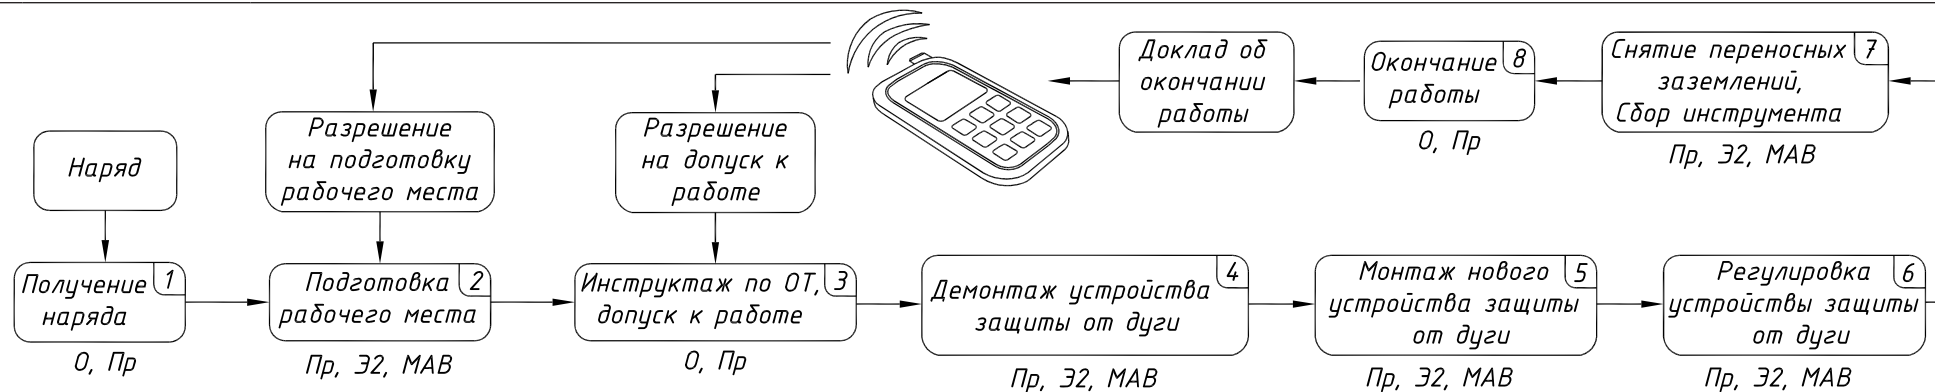 Наряд
Получение 1
наряда
О, Пр
Разрешение
на подготовку
рабочего места
Подготовка 2
рабочего места
Пр, Э2, МАВ
Разрешение
на допуск к
работе
Инструктаж по ОТ, 3
допуск к работе
О, Пр
Демонтаж устройства 4
защиты от дуги
Пр, Э2, МАВ
Монтаж нового 5
устройства защиты
от дуги
Пр, Э2, МАВ
Регулировка 6
устройствы защиты
от дуги
Пр, Э2, МАВ
Снятие переносных 7
заземлений,
Сбор инструмента
Пр, Э2, МАВ
Окончание 8
работы
О, Пр
Доклад об
окончании
работы